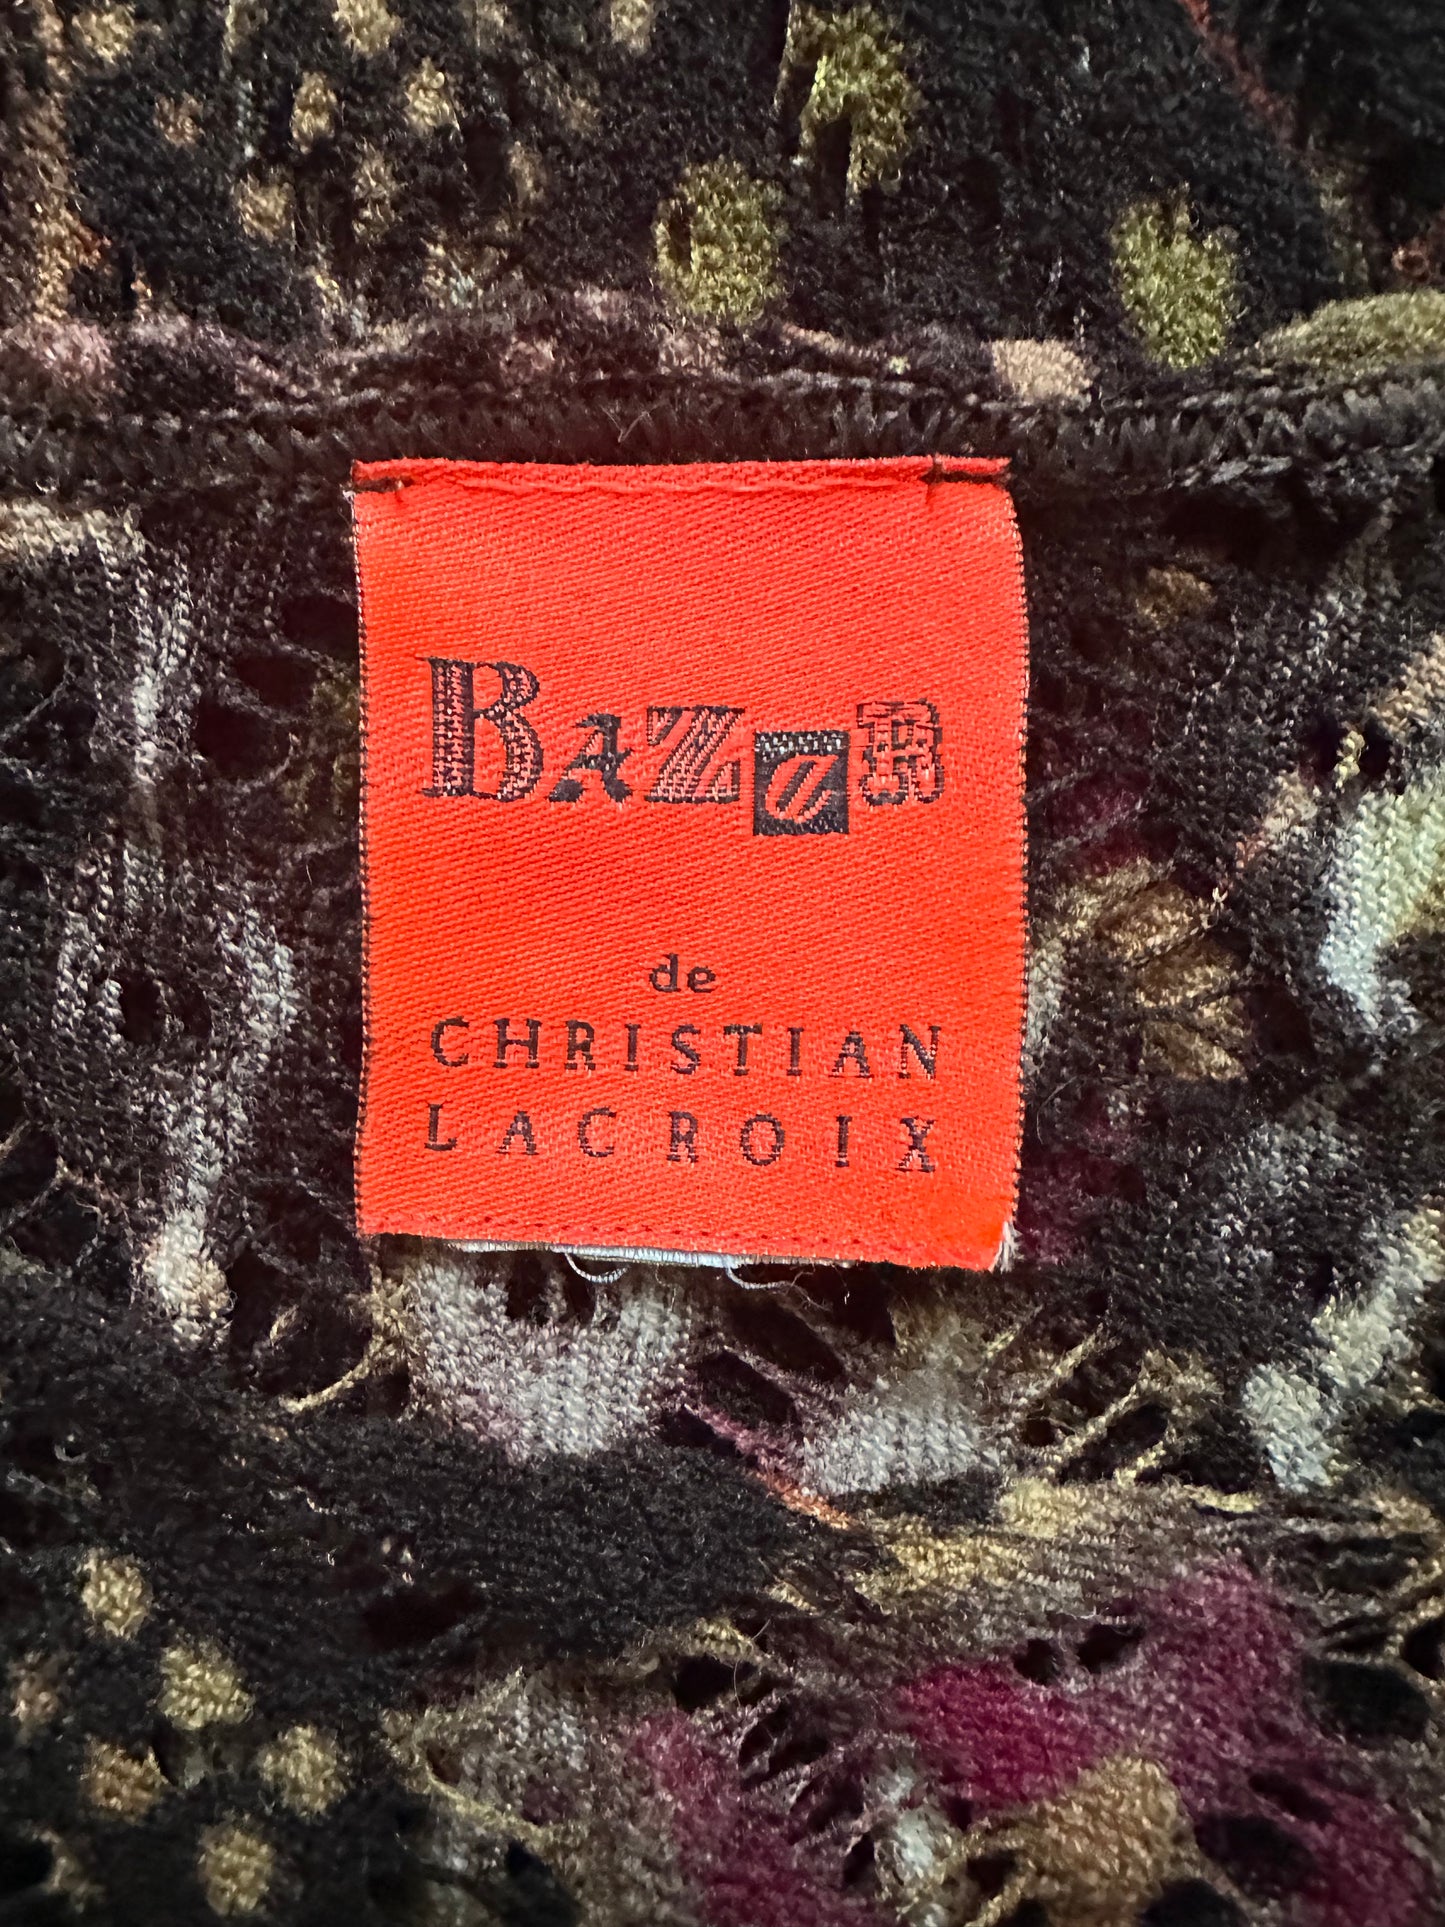 BAZaR
de
CHRISTIAN
LACROIX